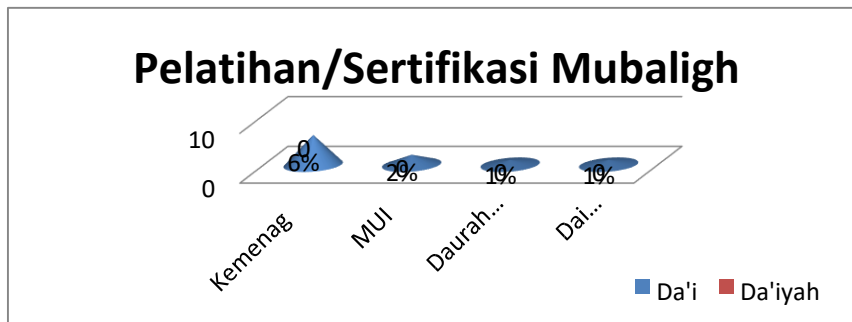 Pelatihan/Sertifikasi Mubaligh
10
0
0
6%
0
2%
0
1%
0
1%
Kemenag
MUI
Daurah...
Dai...
Da'i
Da'iyah